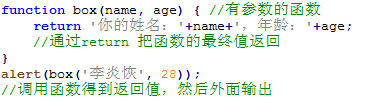 function box(name, age) { //有参数的函数
return '你的姓名：'+name+'，年龄：'+age;
//通过return 把函数的最终值返回
}
alert(box('李炎恢', 28));
//调用函数得到返回值，然后外面输出